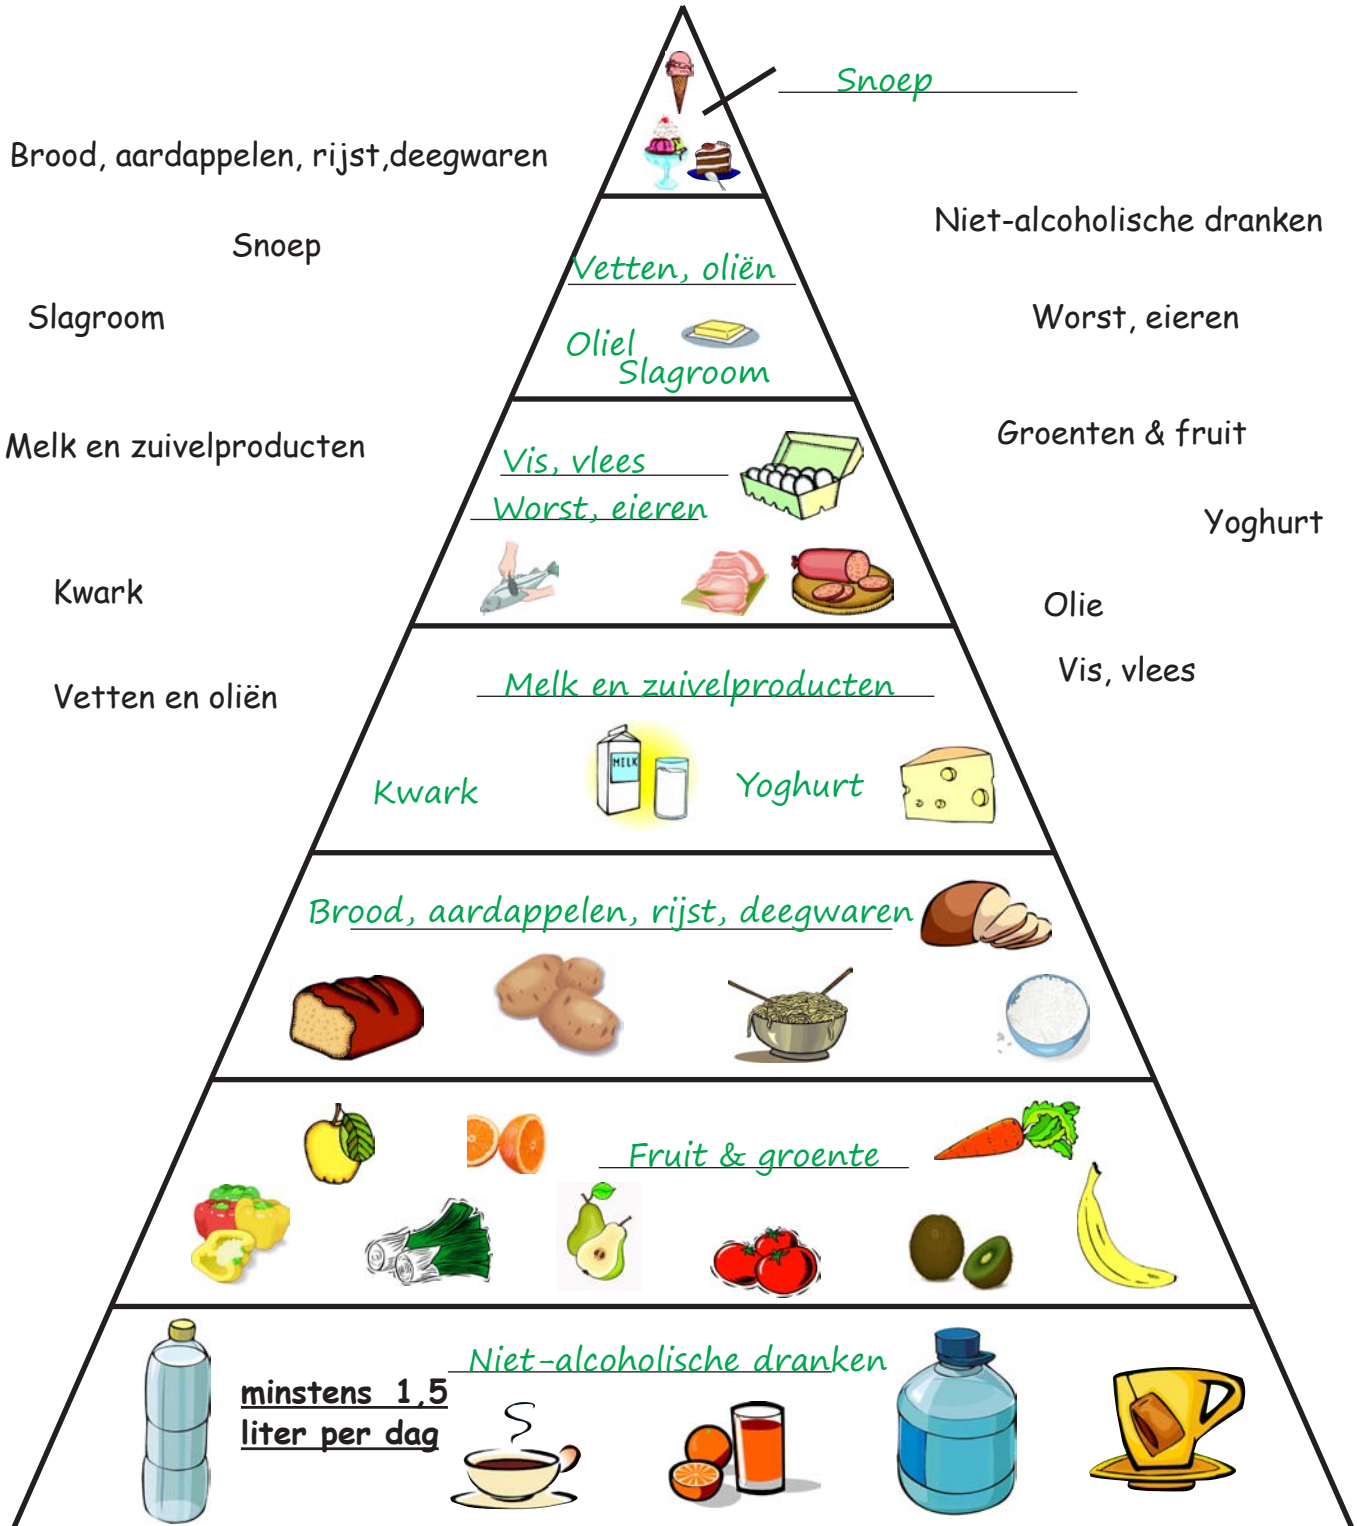 Snoep
Brood, aardappelen, rijst,deegwaren
Niet-alcoholische dranken
Snoep
Vetten, oliën
Slagroom
Worst, eieren
Oliel
Slagroom
Melk en zuivelproducten
Groenten & fruit
Vis, vlees
Worst, eieren
Yoghurt
Kwark
Olie
Vis, vlees
Vetten en oliën
Melk en zuivelproducten
MILK
Kwark
Yoghurt
Brood, aardappelen, rijst, deegwaren
Fruit & groente
Niet-alcoholische dranken
minstens 1,5
liter per dag